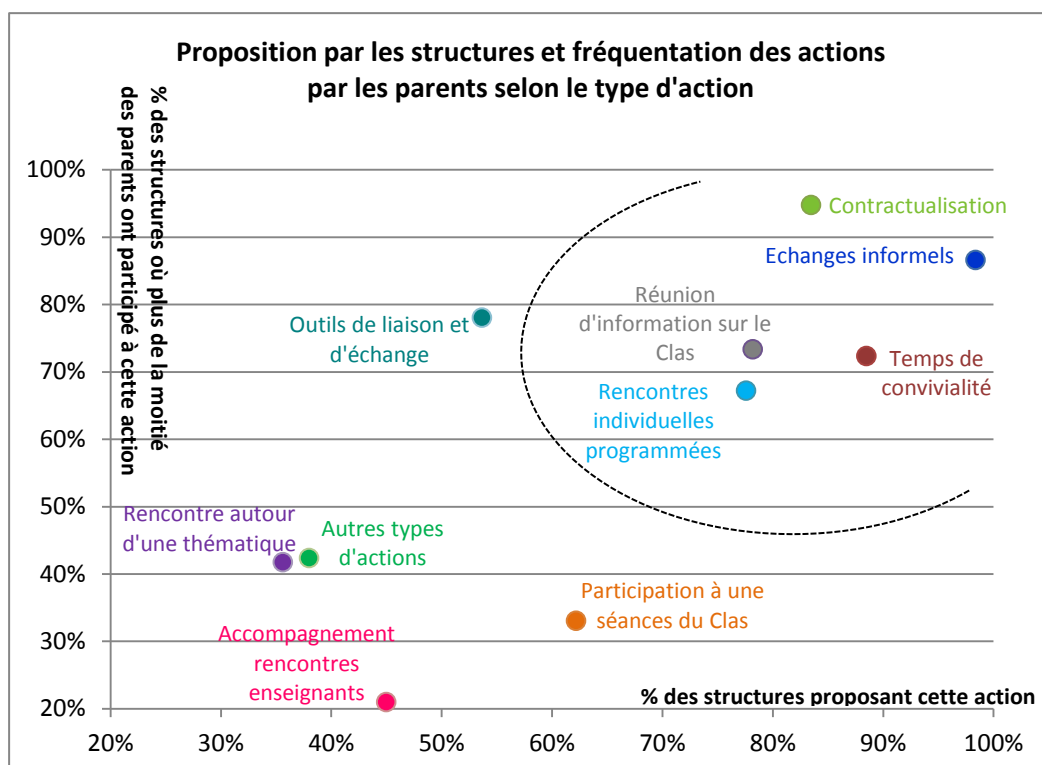 Proposition par les structures et fréquentation des actions
par les parents selon le type d'action
% des structures où plus de la moitié
des parents ont participé à cette action
100%
90%
80%
70%
60%
50%
40%
30%
20%
Contractualisation
Echanges informels
Réunion
d'information sur le
Clas
Outils de liaison et
d'échange
Temps de
convivialité
Rencontres
individuelles
programmées
Rencontre autour
d'une thématique
Autres types
d'actions
Participation à une
séances du Clas
Accompagnement
rencontres
enseignants
% des structures proposant cette action
20%
30%
40%
50%
60%
70%
80%
90%
100%